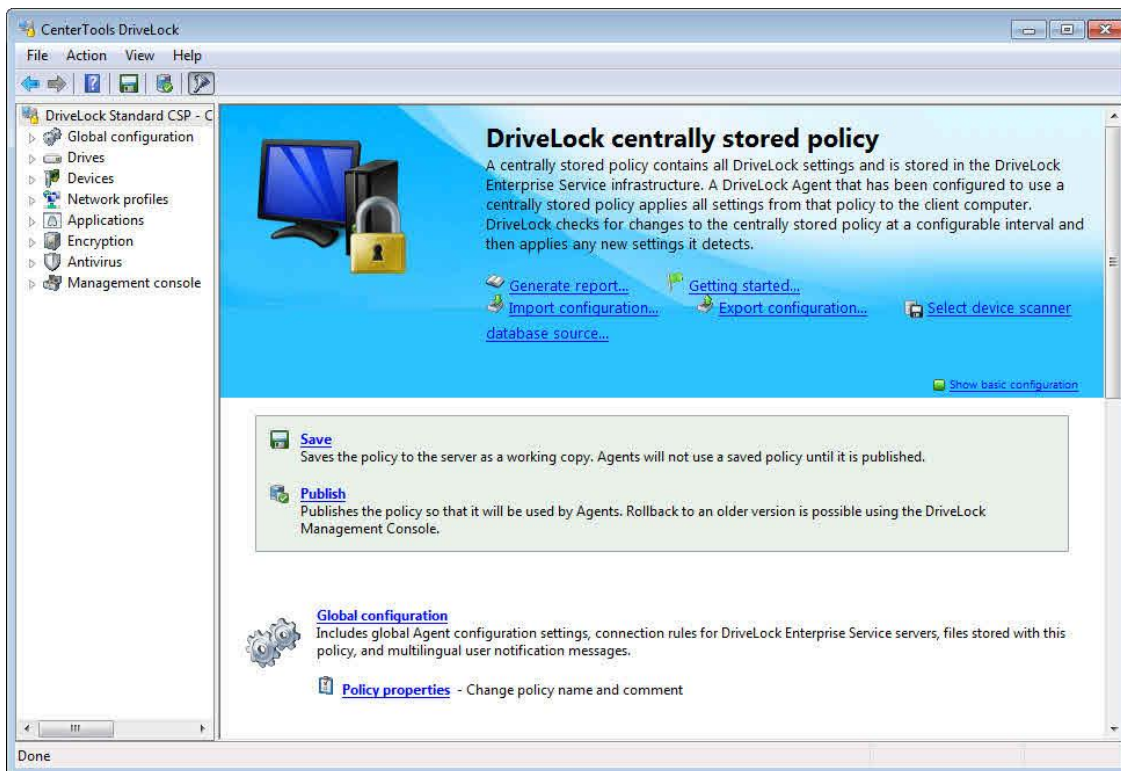 CenterTools DriveLock
File Action View Help
DriveLock Standard CSP - C
Global configuration
Drives
Devices
Network profiles
Applications
Encryption
Antivirus
Management console
DriveLock centrally stored policy
A centrally stored policy contains all DriveLock settings and is stored in the DriveLock
Enterprise Service infrastructure. A DriveLock Agent that has been configured to use a
centrally stored policy applies all settings from that policy to the client computer.
DriveLock checks for changes to the centrally stored policy at a configurable interval and
then applies any new settings it detects.
Generate report... Getting started...
Import configuration... Export configuration... Select device scanner
database source...
Show basic configuration
Save
Saves the policy to the server as a working copy. Agents will not use a saved policy until it is published.
Publish
Publishes the policy so that it will be used by Agents. Rollback to an older version is possible using the DriveLock
Management Console.
Global configuration
Includes global Agent configuration settings, connection rules for DriveLock Enterprise Service servers, files stored with this
policy, and multilingual user notification messages.
Policy properties - Change policy name and comment
Done